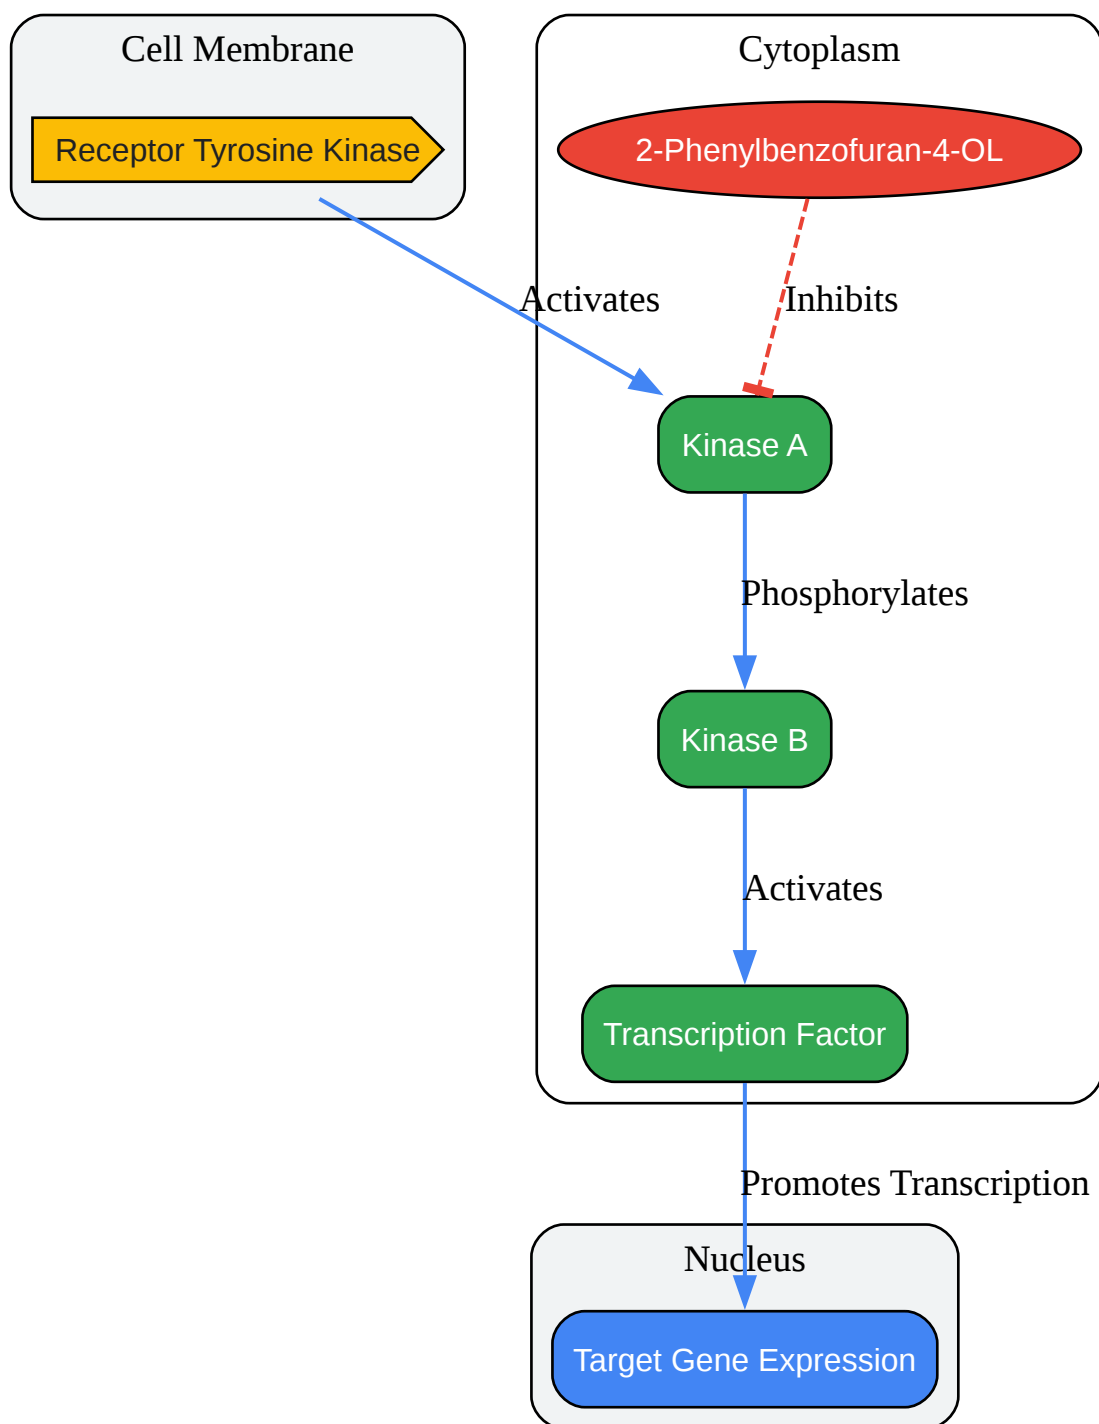 Cell Membrane
Receptor Tyrosine Kinase
Cytoplasm
2-Phenylbenzofuran-4-OL
Activates
Inhibits
Kinase A
Phosphorylates
Kinase B
Activates
Transcription Factor
Promotes Transcription
Nucleus
Target Gene Expression